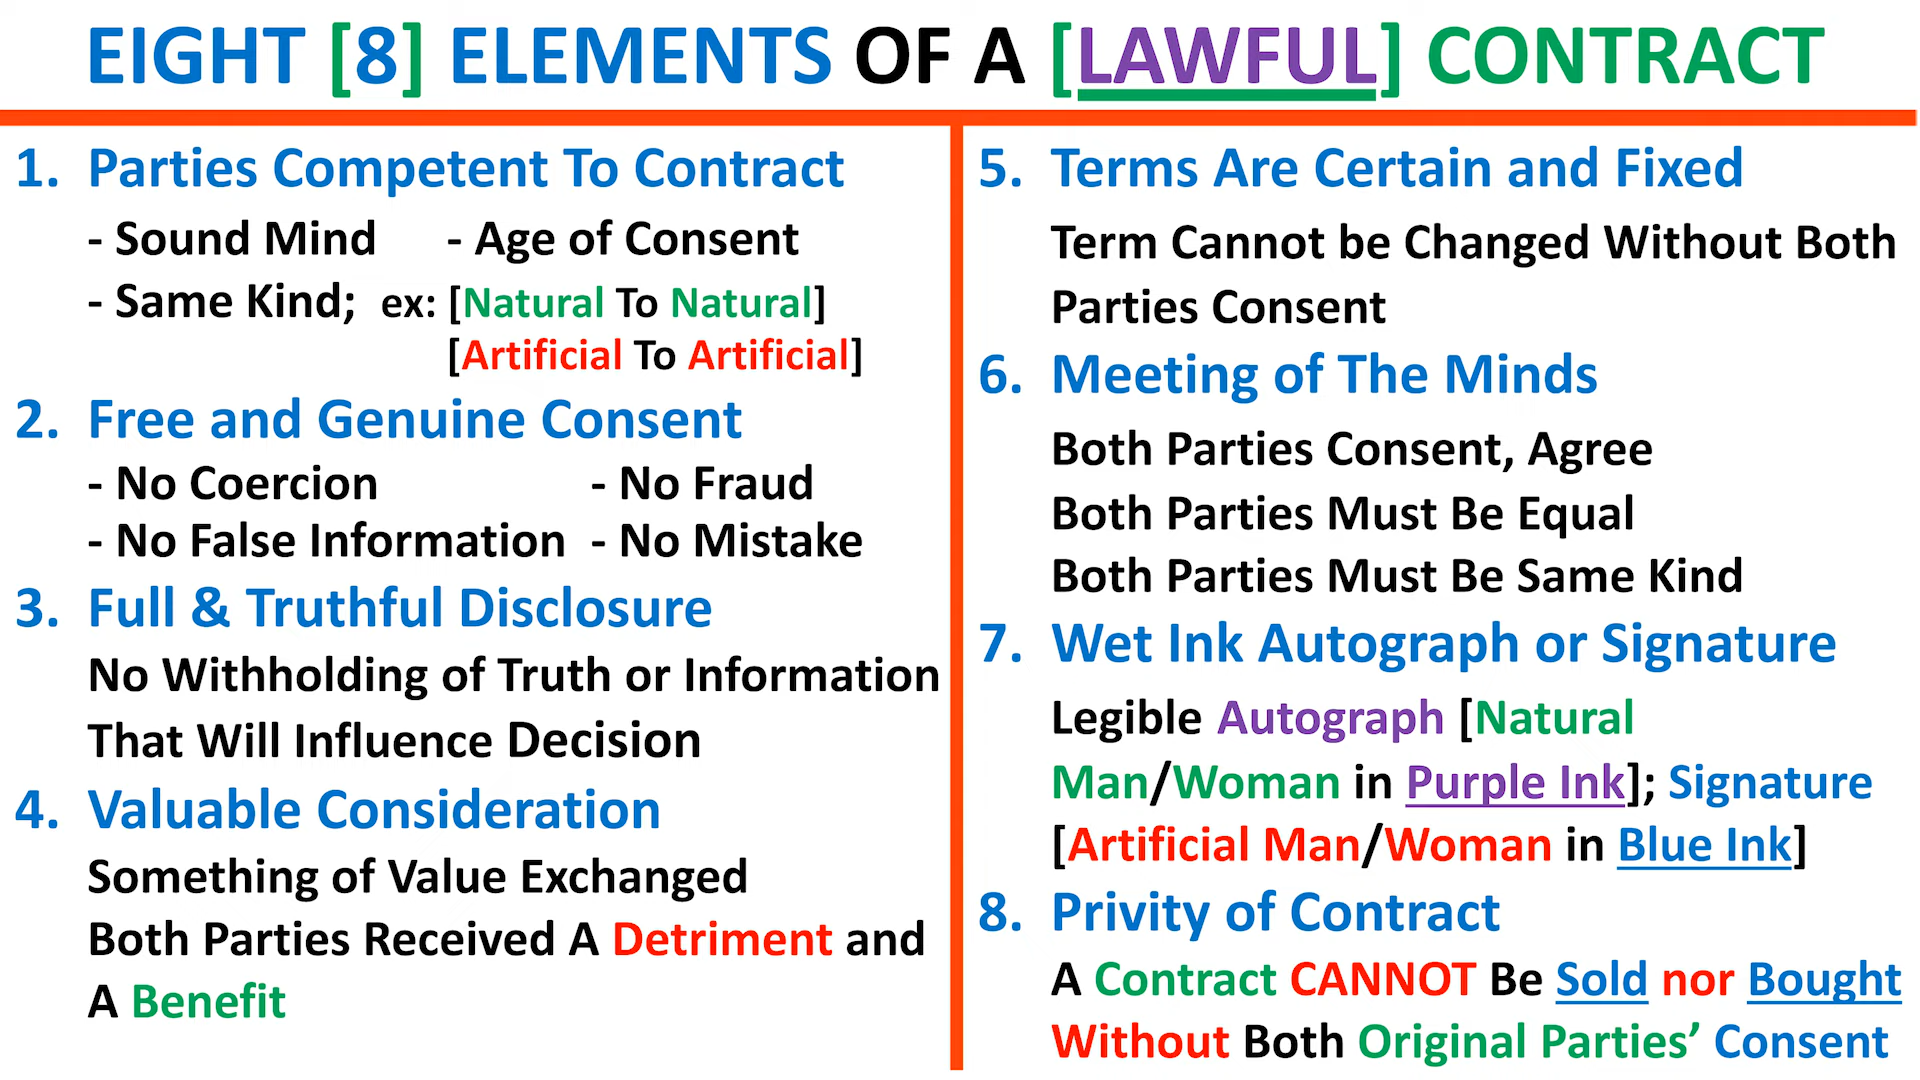 EIGHT [8] ELEMENTS OF A [LAWFUL] CONTRACT
1. Parties Competent To Contract
- Sound Mind - Age of Consent
- Same Kind; ex: [Natural To Natural]
[Artificial To Artificial]
2. Free and Genuine Consent
- No Coercion - No Fraud
- No False Information - No Mistake
3. Full & Truthful Disclosure
No Withholding of Truth or Information
That Will Influence Decision
4. Valuable Consideration
Something of Value Exchanged
Both Parties Received A Detriment and
A Benefit
5. Terms Are Certain and Fixed
Term Cannot be Changed Without Both
Parties Consent
6. Meeting of The Minds
Both Parties Consent, Agree
Both Parties Must Be Equal
Both Parties Must Be Same Kind
7. Wet Ink Autograph or Signature
Legible Autograph [Natural
Man/Woman in Purple Ink]; Signature
[Artificial Man/Woman in Blue Ink]
8. Privity of Contract
A Contract CANNOT Be Sold nor Bought
Without Both Original Parties’ Consent